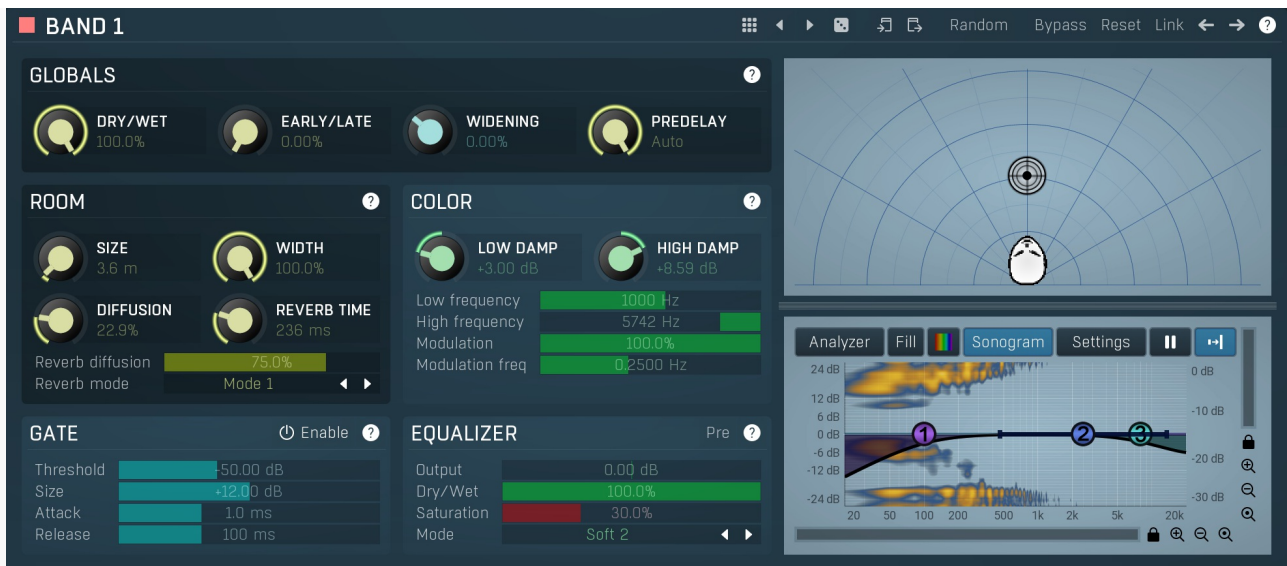 BAND 1 Random Bypass Reset Link ?
GLOBALS ?
DRY/WET EARLY/LATE WIDENING PREDELAY
100.0% 0.00% 0.00% Auto
ROOM ?
SIZE WIDTH
3.6 m 100.0%
DIFFUSION REVERB TIME
22.9% 236 ms
Reverb diffusion 75.0%
Reverb mode Mode 1
COLOR ?
LOW DAMP HIGH DAMP
+3.00 dB +8.59 dB
Low frequency 1000 Hz
High frequency 5742 Hz
Modulation 100.0%
Modulation freq 0.2500 Hz
GATE Enable ?
Threshold -50.00 dB
Size +12.00 dB
Attack 1.0 ms
Release 100 ms
EQUALIZER Pre ?
Output 0.00 dB
Dry/Wet 100.0%
Saturation 30.0%
Mode Soft 2
Analyzer Fill Sonogram Settings
24 dB 0 dB
12 dB -10 dB
6 dB
0 dB 1 2 3
-6 dB -20 dB
-12 dB
-24 dB -30 dB
20 50 100 200 500 1k 2k 5k 20k